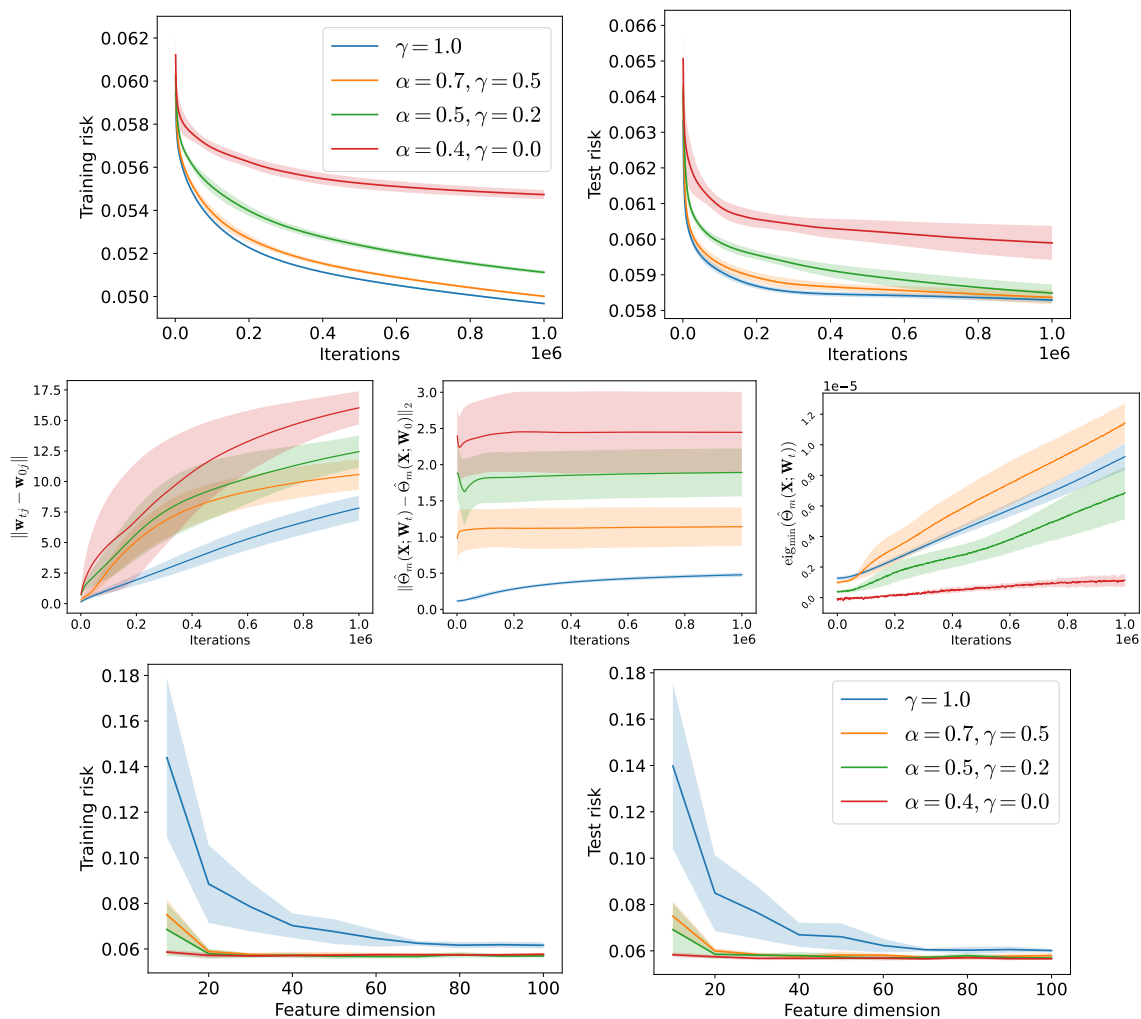 0.062
0.060
0.058
0.056
0.054
0.052
0.050
Training risk
γ = 1.0
α = 0.7, γ = 0.5
α = 0.5, γ = 0.2
α = 0.4, γ = 0.0
0.0 0.2 0.4 0.6 0.8 1.0
Iterations
1e6
0.066
0.065
0.064
0.063
0.062
0.061
0.060
0.059
0.058
Test risk
0.0 0.2 0.4 0.6 0.8 1.0
Iterations
1e6
17.5
15.0
12.5
10.0
7.5
5.0
2.5
0.0
‖w_{tj} − w_{0j}‖
0.0 0.2 0.4 0.6 0.8 1.0
Iterations
1e6
3.0
2.5
2.0
1.5
1.0
0.5
0.0
‖Θ̂_m(X; W_t) − Θ̂_m(X; W_0)‖_2
0.0 0.2 0.4 0.6 0.8 1.0
Iterations
1e6
1e-5
1.2
1.0
0.8
0.6
0.4
0.2
0.0
eig_min(Θ̂_m(X; W_t))
0.0 0.2 0.4 0.6 0.8 1.0
Iterations
1e6
0.18
0.16
0.14
0.12
0.10
0.08
0.06
Training risk
20 40 60 80 100
Feature dimension
0.18
0.16
0.14
0.12
0.10
0.08
0.06
Test risk
γ = 1.0
α = 0.7, γ = 0.5
α = 0.5, γ = 0.2
α = 0.4, γ = 0.0
20 40 60 80 100
Feature dimension